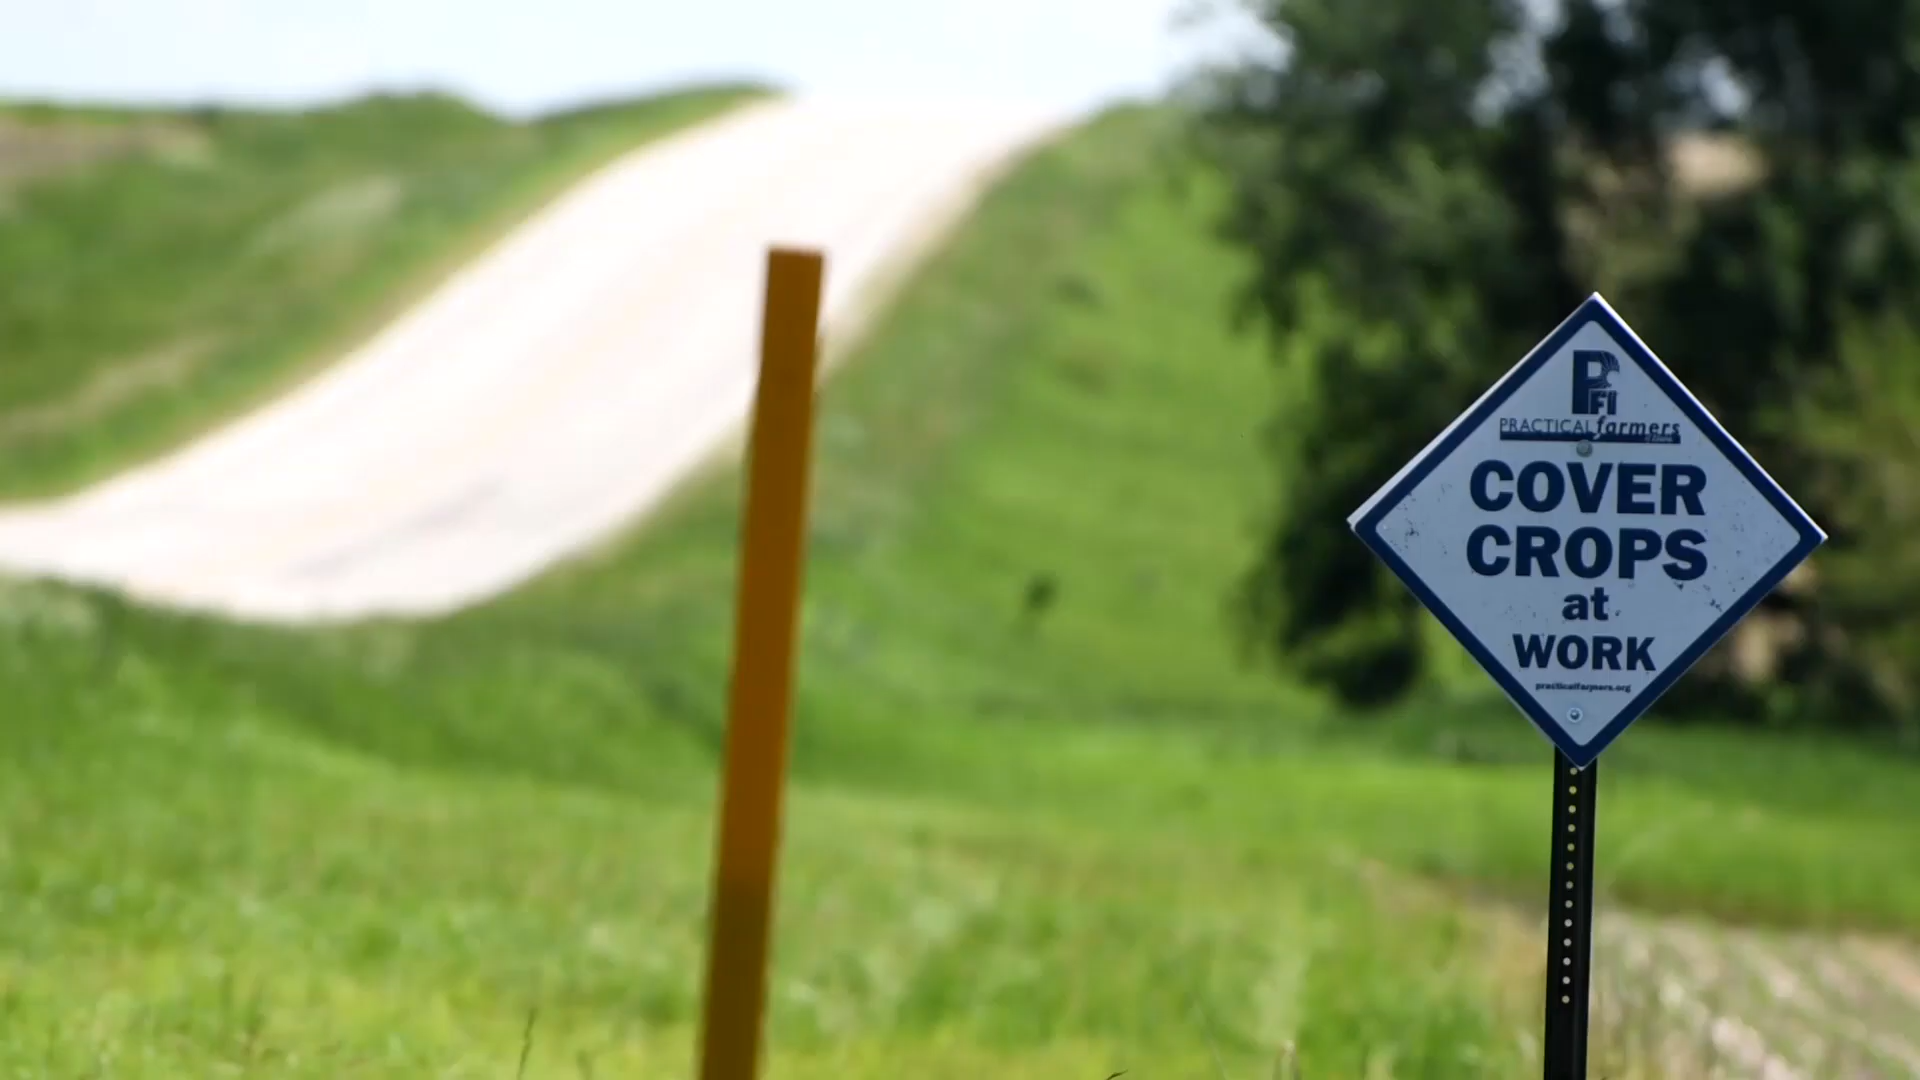 PFI
PRACTICAL farmers
COVER
CROPS
at
WORK
practicalfarmers.org